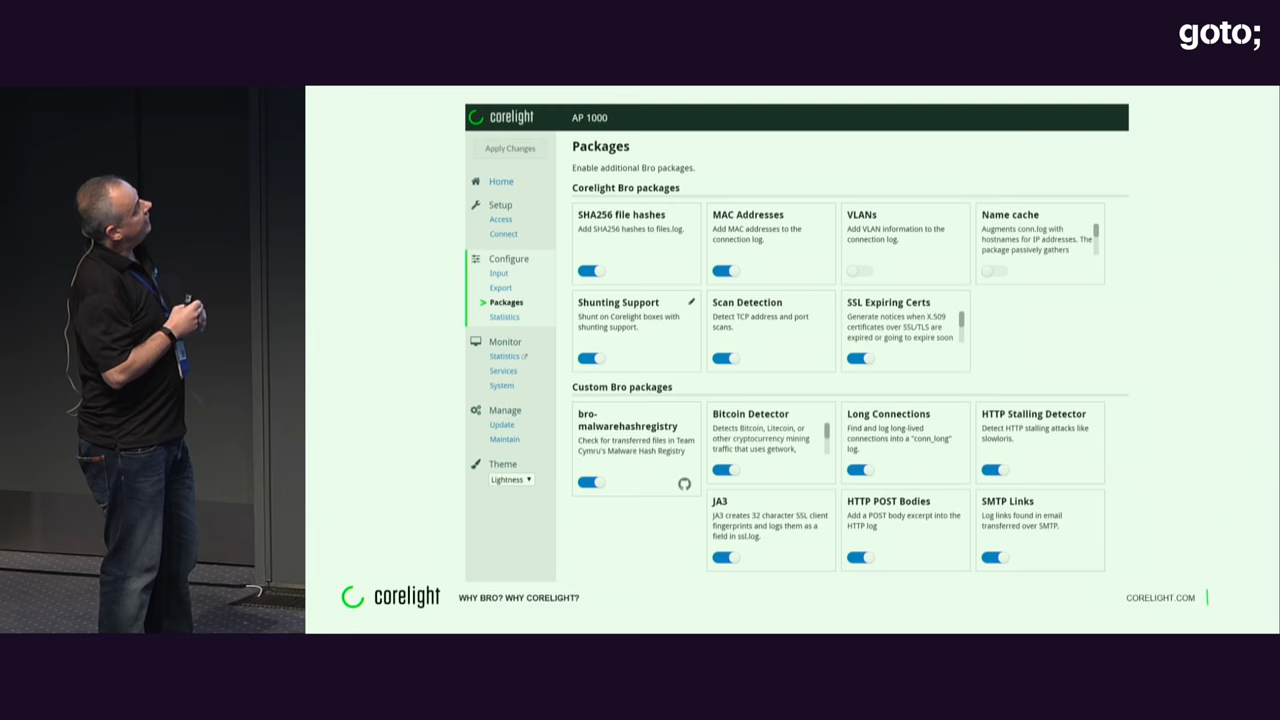 goto;
corelight
AP 1000
Apply Changes
Home
Setup
Access
Connect
Configure
Input
Export
> Packages
Statistics
Monitor
Statistics
Services
System
Manage
Update
Maintain
Theme
Lightness
Packages
Enable additional Bro packages.
Corelight Bro packages
SHA256 file hashes
Add SHA256 hashes to files.log.
MAC Addresses
Add MAC addresses to the
connection log.
VLANs
Add VLAN information to the
connection log.
Name cache
Augments conn.log with
hostnames for IP addresses. The
package passively gathers
Shunting Support
Shunt on Corelight boxes with
shunting support.
Scan Detection
Detect TCP address and port
scans.
SSL Expiring Certs
Generate notices when X.509
certificates over SSL/TLS are
expired or going to expire soon
Custom Bro packages
bro-
malwarehashregistry
Check for transferred files in Team
Cymru's Malware Hash Registry
Bitcoin Detector
Detects Bitcoin, Litecoin, or
other cryptocurrency mining
traffic that uses getwork,
Long Connections
Find and log long-lived
connections into a "conn_long"
log.
HTTP Stalling Detector
Detect HTTP stalling attacks like
slowloris.
JA3
JA3 creates 32 character SSL client
fingerprints and logs them as a
field in ssl.log.
HTTP POST Bodies
Add a POST body excerpt into the
HTTP log
SMTP Links
Log links found in email
transferred over SMTP.
corelight
WHY BRO? WHY CORELIGHT?
CORELIGHT.COM